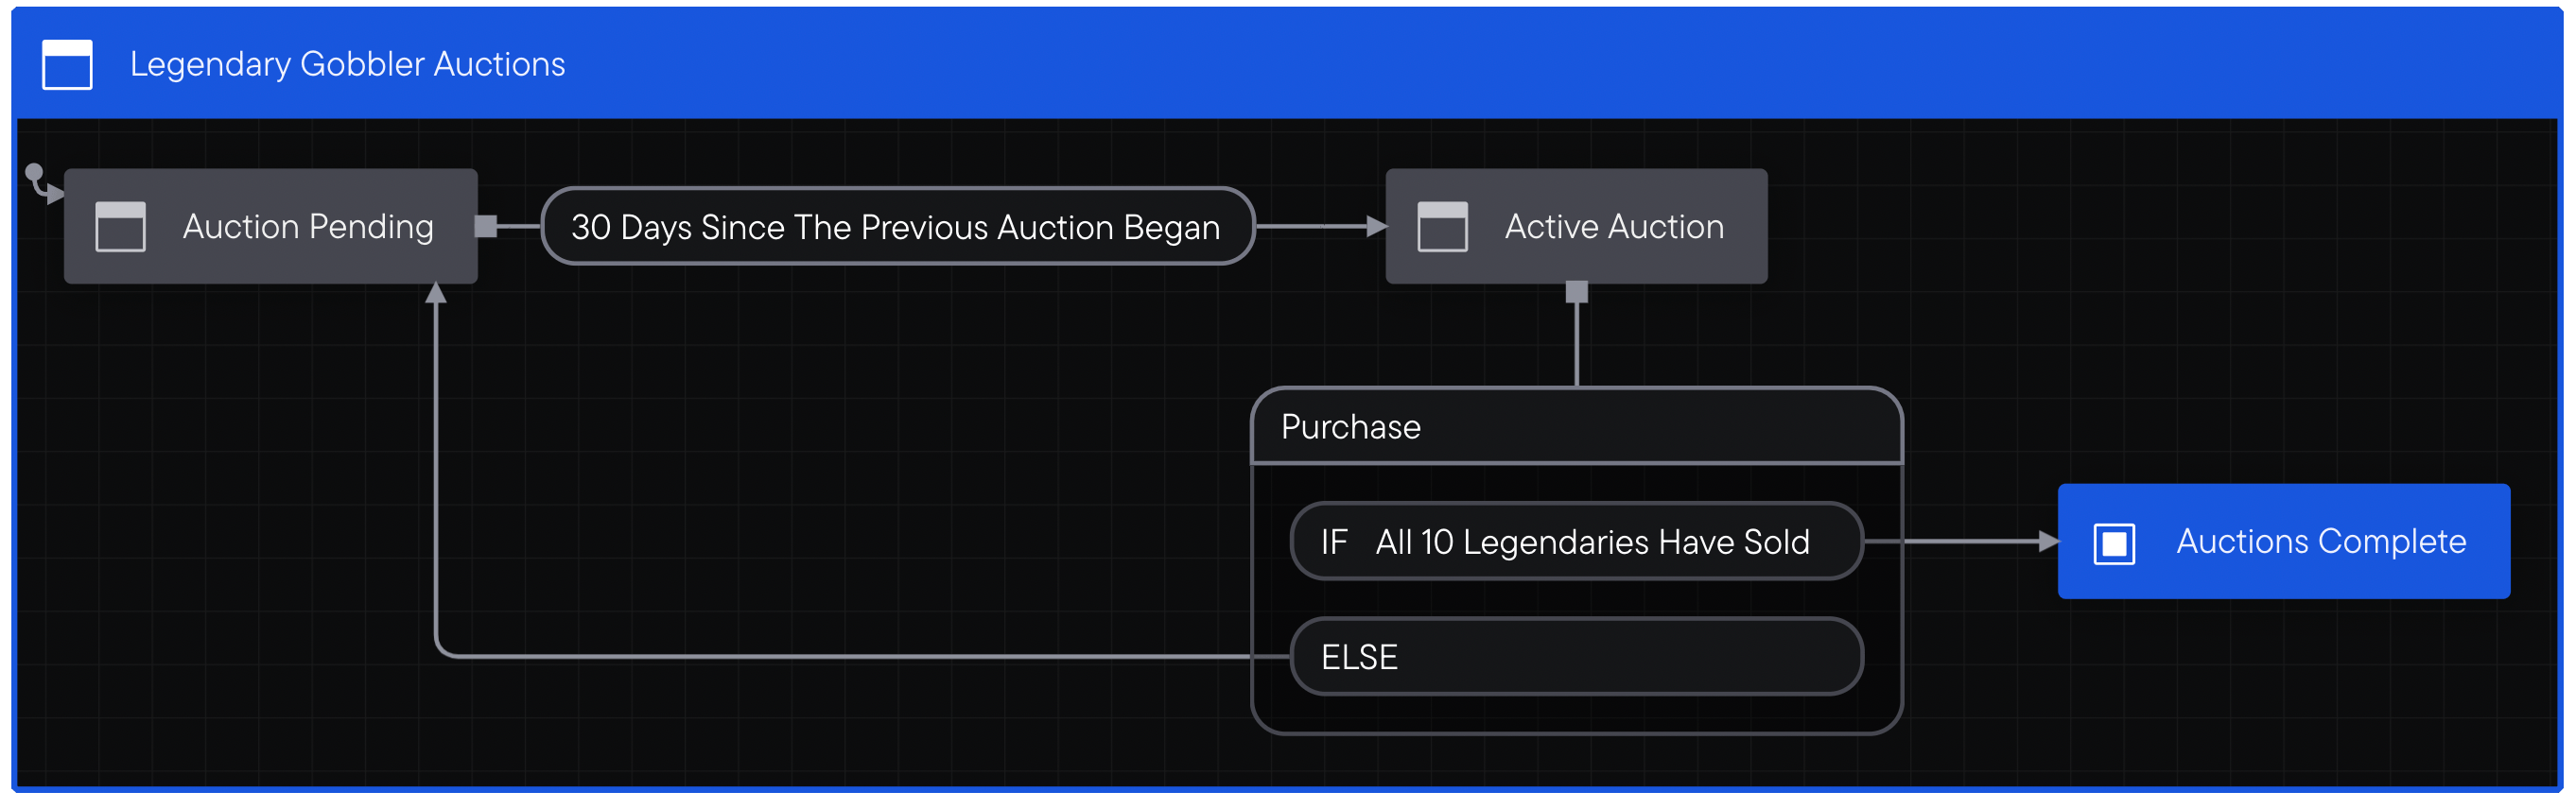 Legendary Gobbler Auctions
Auction Pending
30 Days Since The Previous Auction Began
Active Auction
Purchase
IF All 10 Legendaries Have Sold
Auctions Complete
ELSE